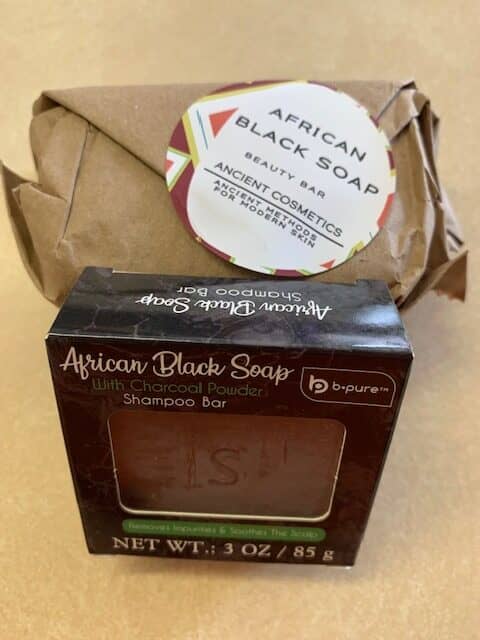 AFRICAN
BLACK SOAP
BEAUTY BAR
ANCIENT COSMETICS
ANCIENT METHODS
FOR MODERN SKIN
African Black Soap
Shampoo Bar
African Black Soap
With Charcoal Powder
Shampoo Bar
b b•pure™
S
Removes Impurities & Soothes The Scalp
NET WT.: 3 OZ / 85 g